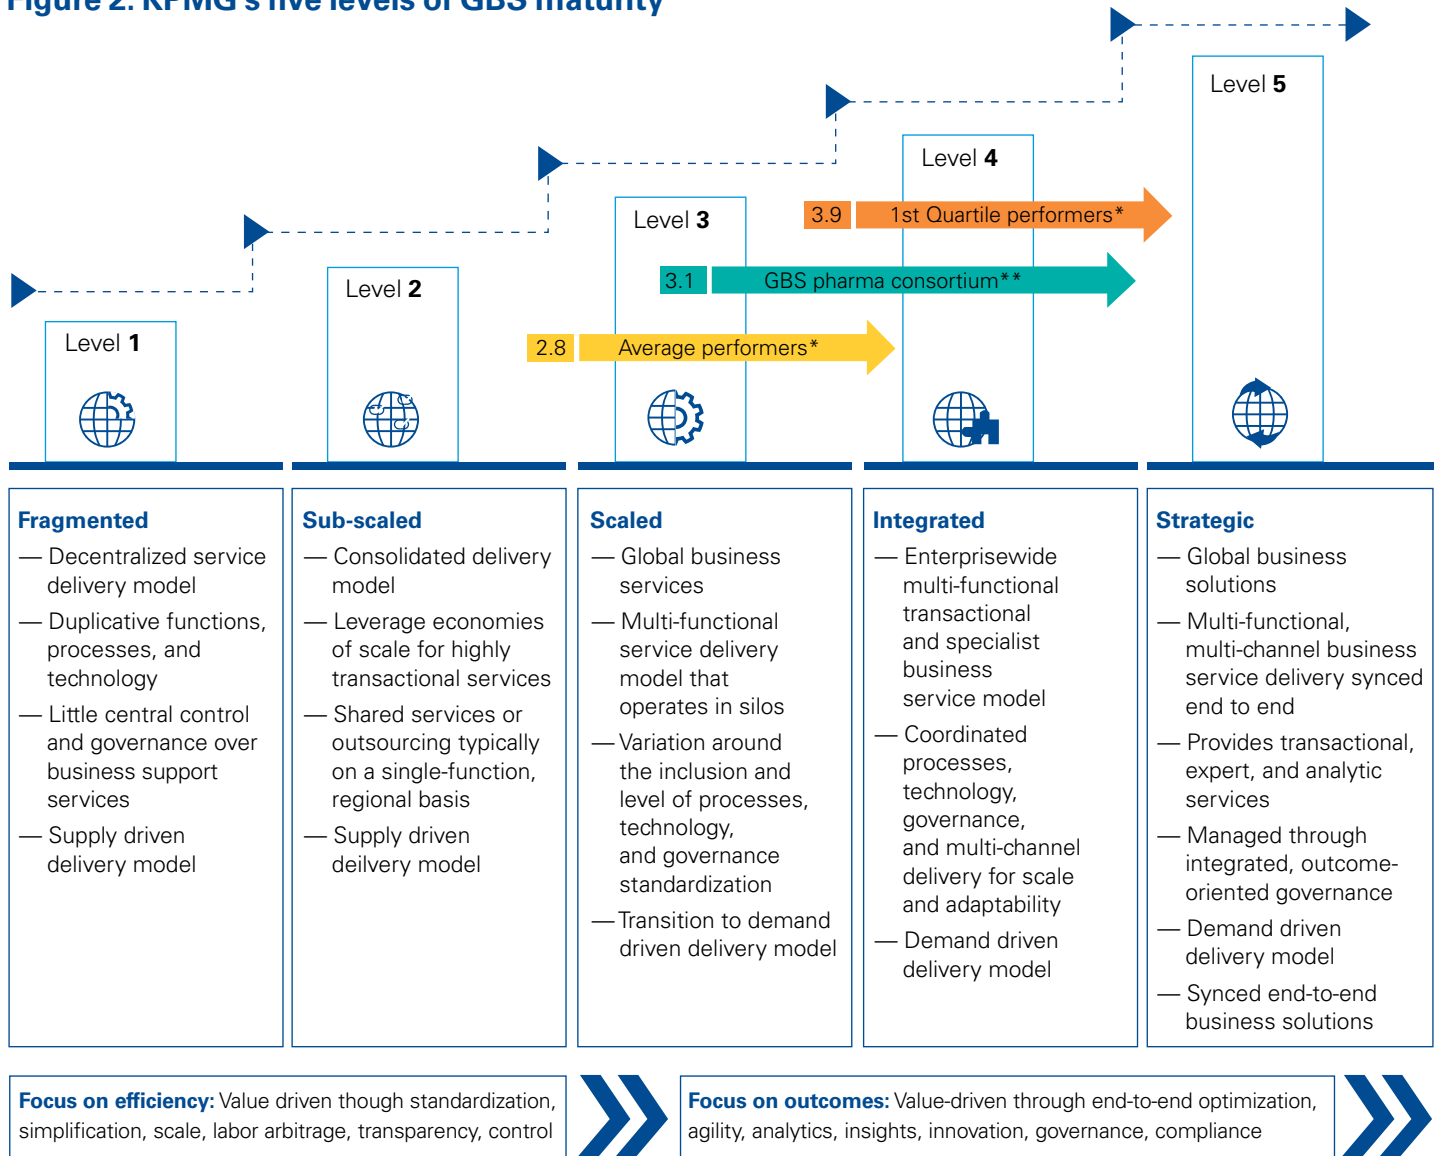 Figure 2: KPMG's five levels of GBS maturity
Level 5
Level 4
3.9 1st Quartile performers*
Level 3
3.1 GBS pharma consortium**
Level 2
2.8 Average performers*
Level 1
Fragmented
— Decentralized service
delivery model
— Duplicative functions,
processes, and
technology
— Little central control
and governance over
business support
services
— Supply driven
delivery model
Sub-scaled
— Consolidated delivery
model
— Leverage economies
of scale for highly
transactional services
— Shared services or
outsourcing typically
on a single-function,
regional basis
— Supply driven
deilvery model
Scaled
— Global business
services
— Multi-functional
service delivery
model that
operates in silos
— Variation around
the inclusion and
level of processes,
technology,
and governance
standardization
— Transition to demand
driven delivery model
Integrated
— Enterprisewide
multi-functional
transactional
and specialist
business
service model
— Coordinated
processes,
technology,
governance,
and multi-channel
delivery for scale
and adaptability
— Demand driven
delivery model
Strategic
— Global business
solutions
— Multi-functional,
multi-channel business
service delivery synced
end to end
— Provides transactional,
expert, and analytic
services
— Managed through
integrated, outcome-
oriented governance
— Demand driven
delivery model
— Synced end-to-end
business solutions
Focus on efficiency: Value driven though standardization,
simplification, scale, labor arbitrage, transparency, control
Focus on outcomes: Value-driven through end-to-end optimization,
agility, analytics, insights, innovation, governance, compliance